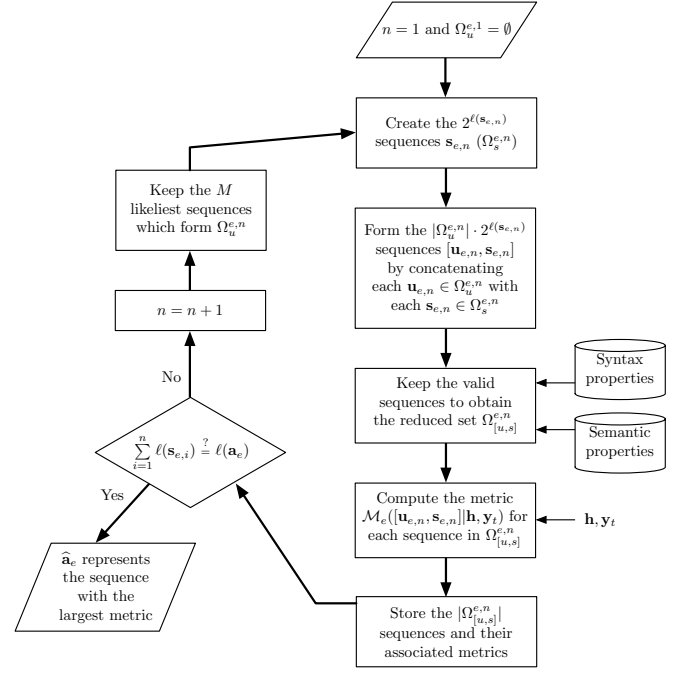 n = 1 and Ω_u^{e,1} = ∅
Create the 2^{ℓ(s_{e,n})}
sequences s_{e,n} (Ω_s^{e,n})
Keep the M
likeliest sequences
which form Ω_u^{e,n}
Form the |Ω_u^{e,n}| · 2^{ℓ(s_{e,n})}
sequences [u_{e,n}, s_{e,n}]
by concatenating
each u_{e,n} ∈ Ω_u^{e,n} with
each s_{e,n} ∈ Ω_s^{e,n}
n = n + 1
Keep the valid
sequences to obtain
the reduced set Ω_{[u,s]}^{e,n}
Syntax
properties
Semantic
properties
No
∑_{i=1}^{n} ℓ(s_{e,i}) ≟ ℓ(a_e)
Yes
Compute the metric
ℳ_e([u_{e,n}, s_{e,n}]|h, y_t) for
each sequence in Ω_{[u,s]}^{e,n}
h, y_t
â_e represents
the sequence
with the
largest metric
Store the |Ω_{[u,s]}^{e,n}|
sequences and their
associated metrics